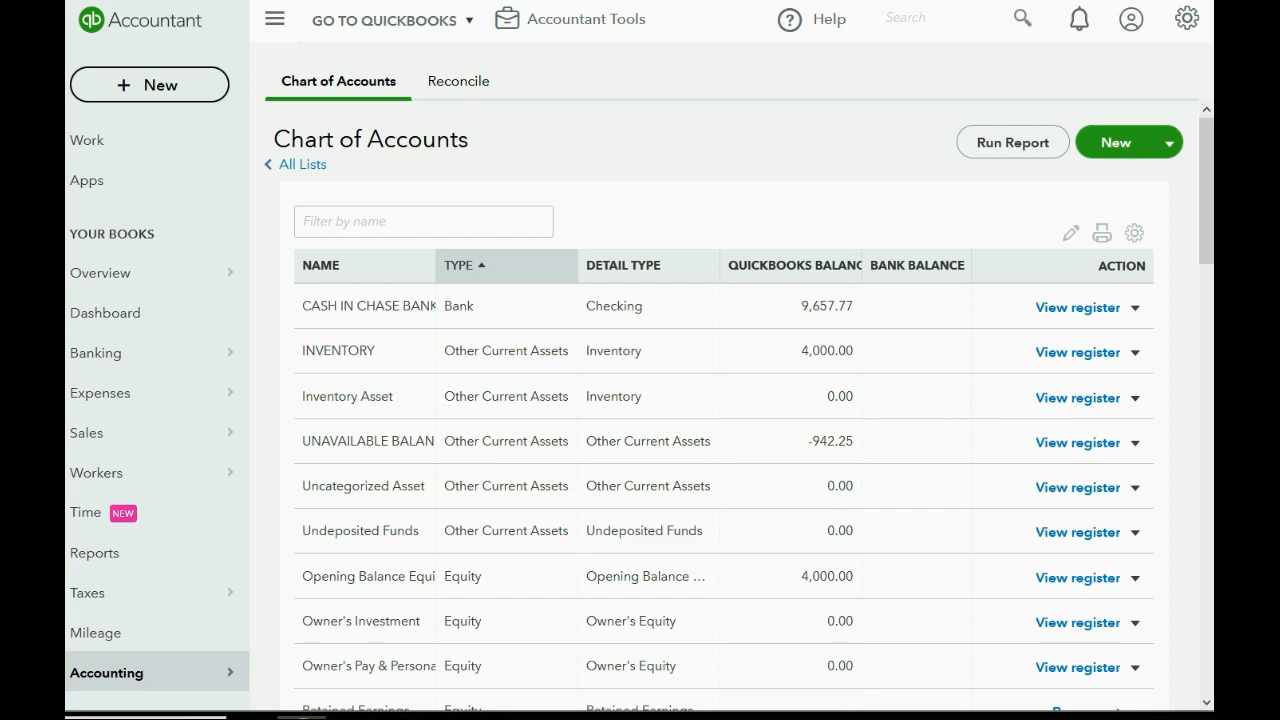 qb Accountant
GO TO QUICKBOOKS
Accountant Tools
Help
Search
+ New
Work
Apps
YOUR BOOKS
Overview
Dashboard
Banking
Expenses
Sales
Workers
Time NEW
Reports
Taxes
Mileage
Accounting
Chart of Accounts Reconcile
Chart of Accounts
All Lists
Run Report New
Filter by name
NAME TYPE DETAIL TYPE QUICKBOOKS BALANC BANK BALANCE ACTION
CASH IN CHASE BANK Bank Checking 9,657.77 View register
INVENTORY Other Current Assets Inventory 4,000.00 View register
Inventory Asset Other Current Assets Inventory 0.00 View register
UNAVAILABLE BALAN Other Current Assets Other Current Assets -942.25 View register
Uncategorized Asset Other Current Assets Other Current Assets 0.00 View register
Undeposited Funds Other Current Assets Undeposited Funds 0.00 View register
Opening Balance Equi Equity Opening Balance ... 4,000.00 View register
Owner's Investment Equity Owner's Equity 0.00 View register
Owner's Pay & Persona Equity Owner's Equity 0.00 View register
Retained Earnings Equity Retained Earnings